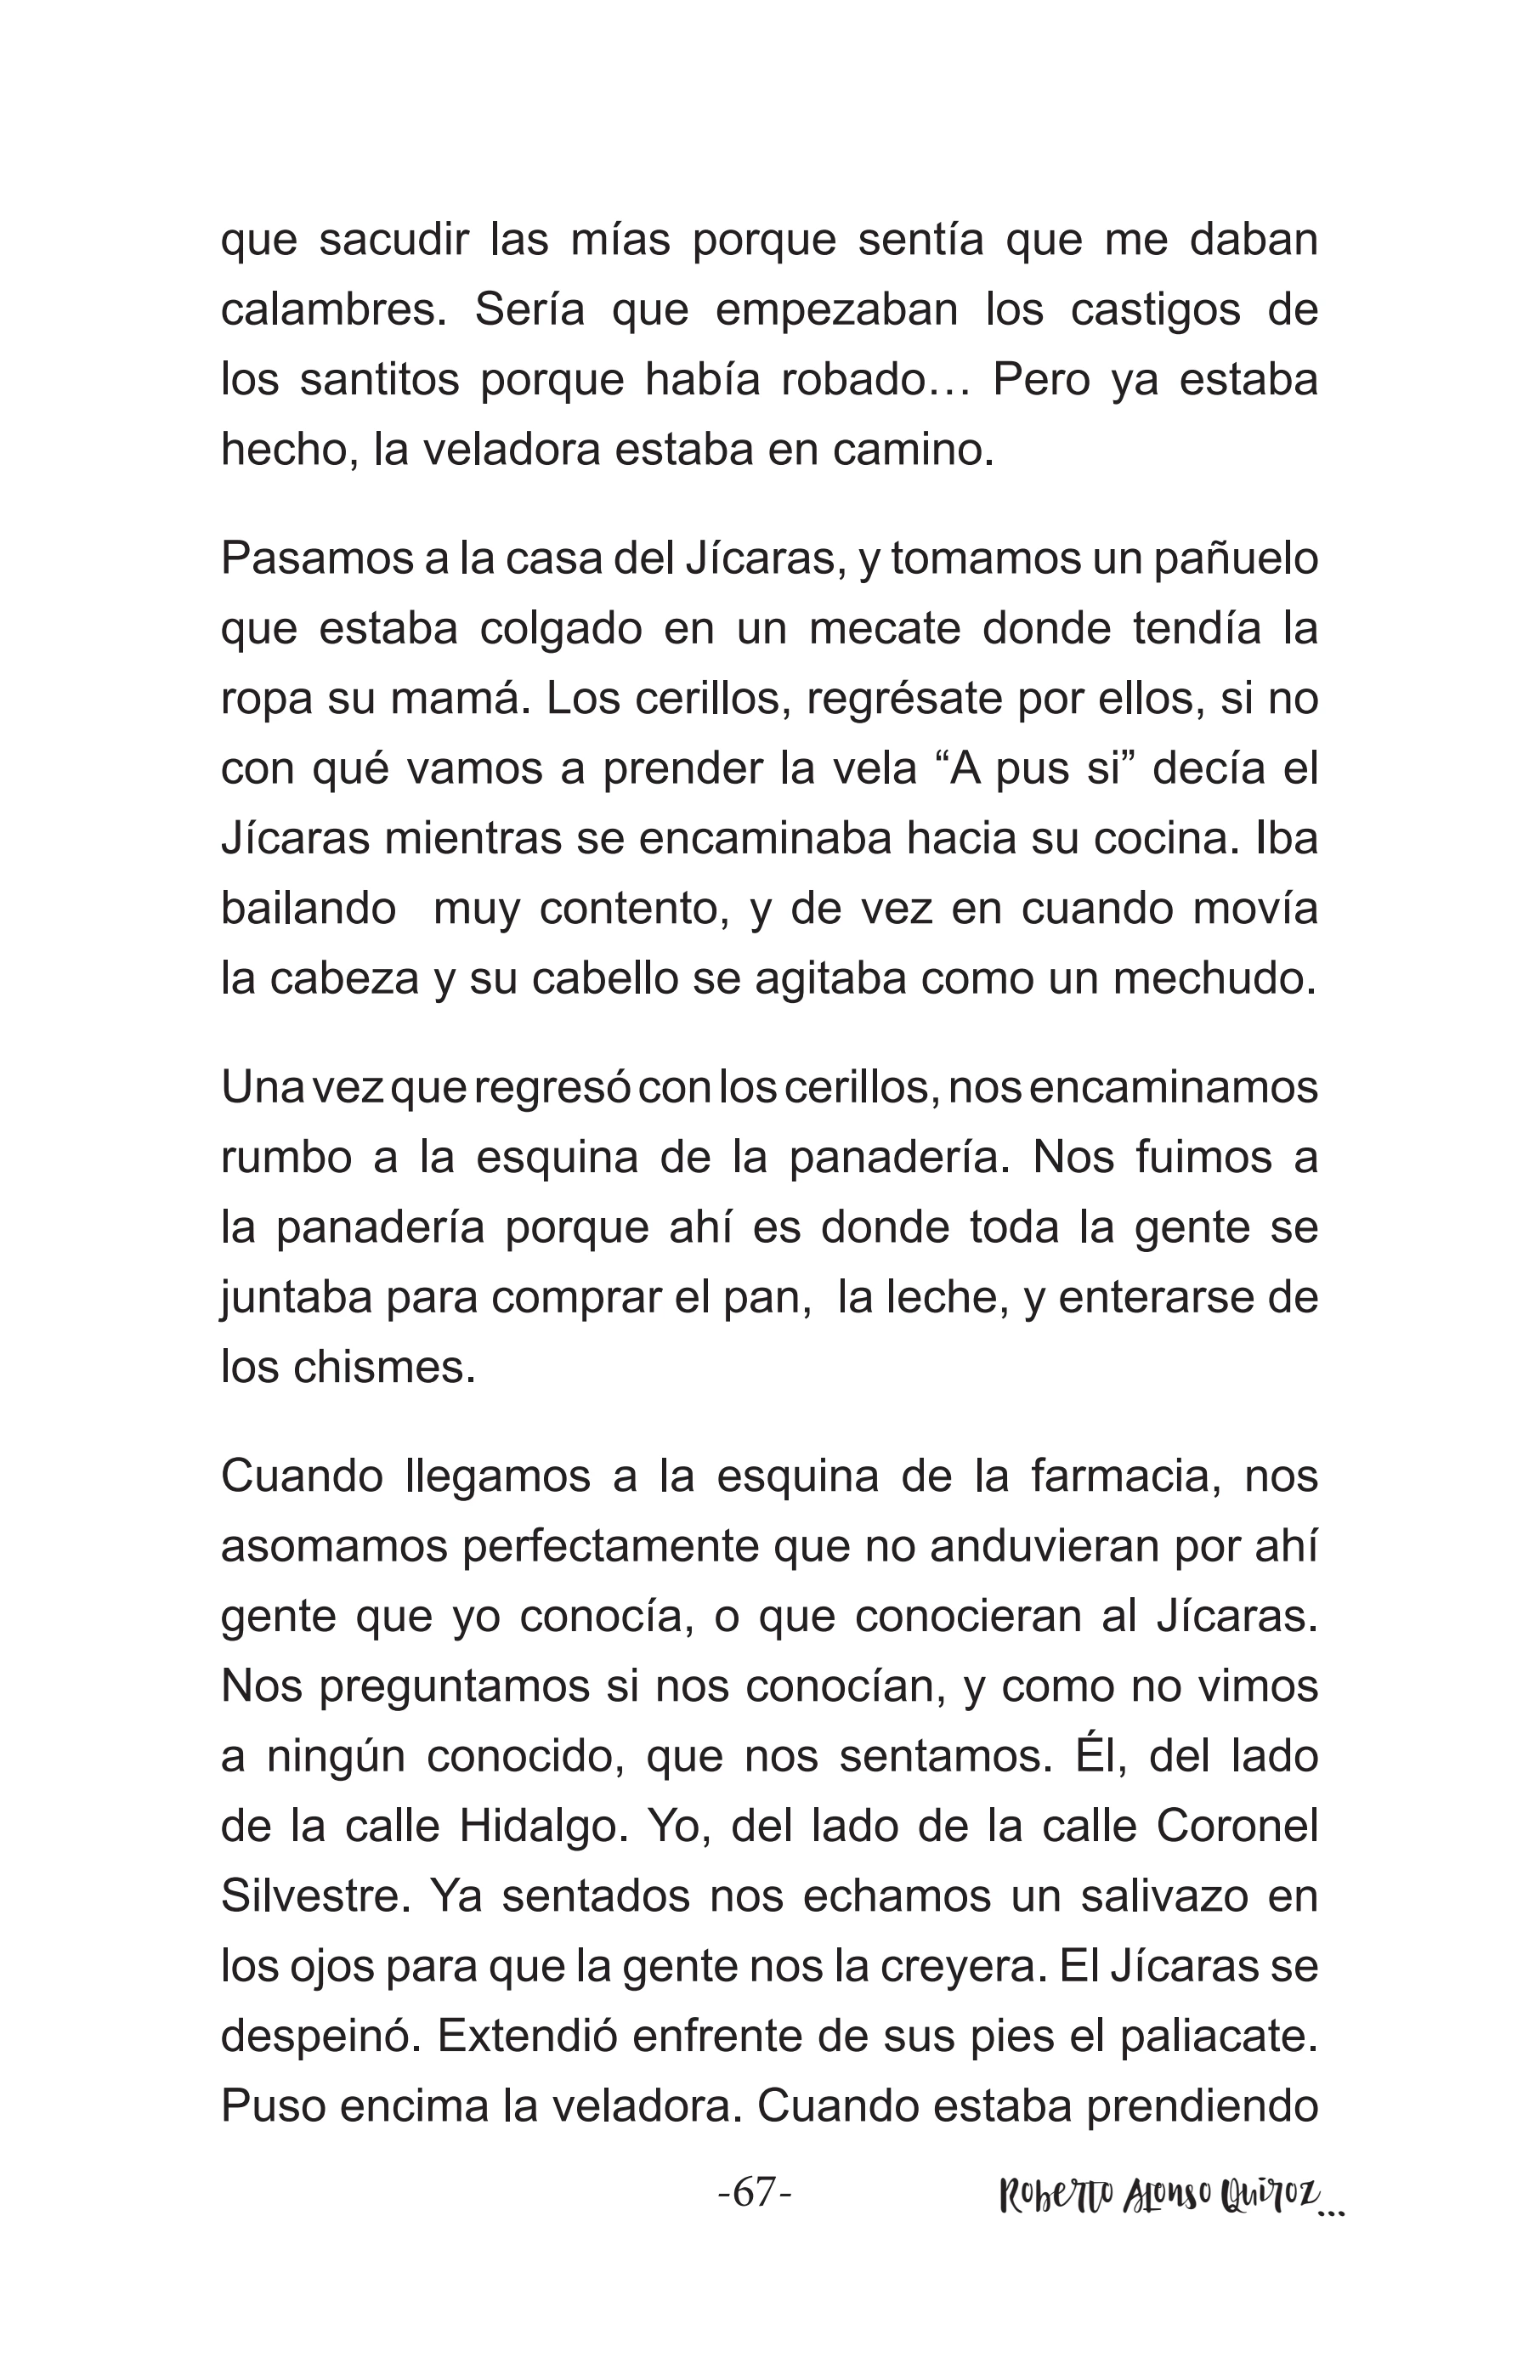 que sacudir las mías porque sentía que me daban
calambres. Sería que empezaban los castigos de
los santitos porque había robado… Pero ya estaba
hecho, la veladora estaba en camino.
Pasamos a la casa del Jícaras, y tomamos un pañuelo
que estaba colgado en un mecate donde tendía la
ropa su mamá. Los cerillos, regrésate por ellos, si no
con qué vamos a prender la vela “A pus si” decía el
Jícaras mientras se encaminaba hacia su cocina. Iba
bailando  muy contento, y de vez en cuando movía
la cabeza y su cabello se agitaba como un mechudo.
Una vez que regresó con los cerillos, nos encaminamos
rumbo a la esquina de la panadería. Nos fuimos a
la panadería porque ahí es donde toda la gente se
juntaba para comprar el pan,  la leche, y enterarse de
los chismes.
Cuando llegamos a la esquina de la farmacia, nos
asomamos perfectamente que no anduvieran por ahí
gente que yo conocía, o que conocieran al Jícaras.
Nos preguntamos si nos conocían, y como no vimos
a ningún conocido, que nos sentamos. Él, del lado
de la calle Hidalgo. Yo, del lado de la calle Coronel
Silvestre. Ya sentados nos echamos un salivazo en
los ojos para que la gente nos la creyera. El Jícaras se
despeinó. Extendió enfrente de sus pies el paliacate.
Puso encima la veladora. Cuando estaba prendiendo
-67- Roberto Alonso Quiroz...